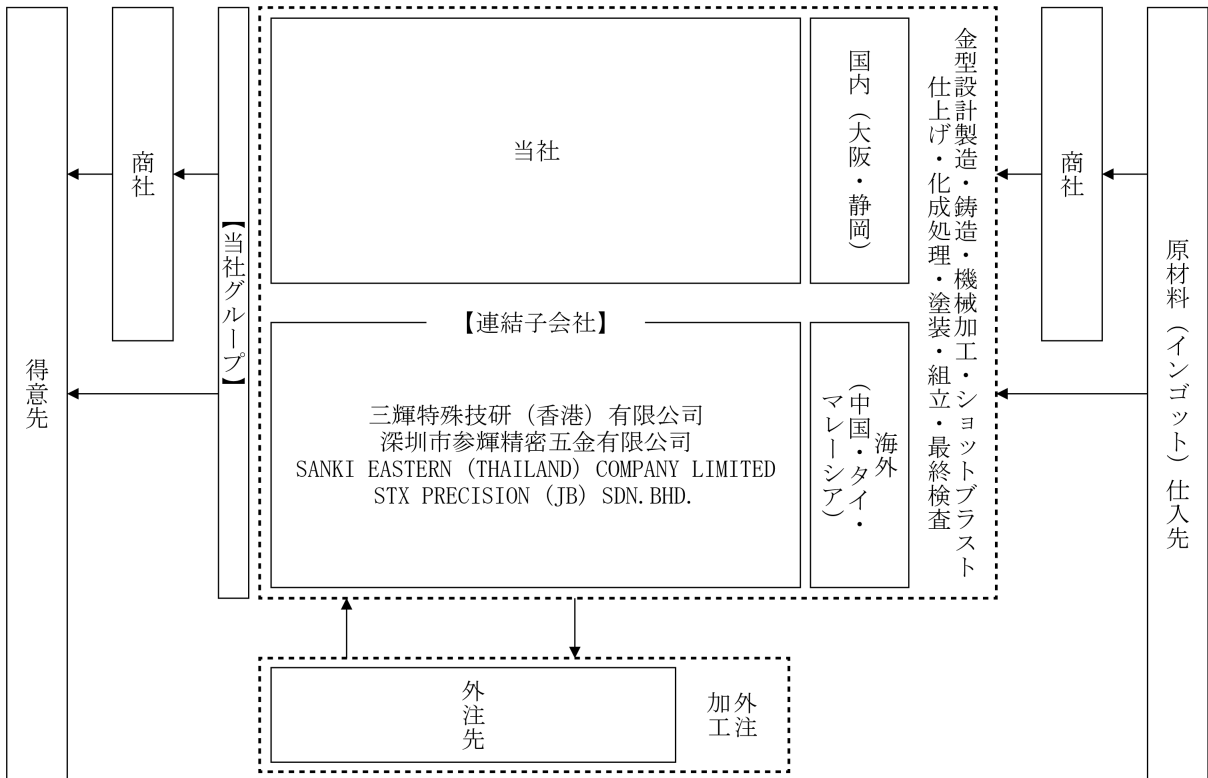 得意先
商社
【当社グループ】
当社
国内（大阪・静岡）
【連結子会社】
三輝特殊技研（香港）有限公司
深圳市参輝精密五金有限公司
SANKI EASTERN (THAILAND) COMPANY LIMITED
STX PRECISION (JB) SDN.BHD.
海外
（中国・タイ・
マレーシア）
金型設計製造・鋳造・機械加工・ショットブラスト
仕上げ・化成処理・塗装・組立・最終検査
商社
原材料（インゴット）仕入先
外注先
外注
加工